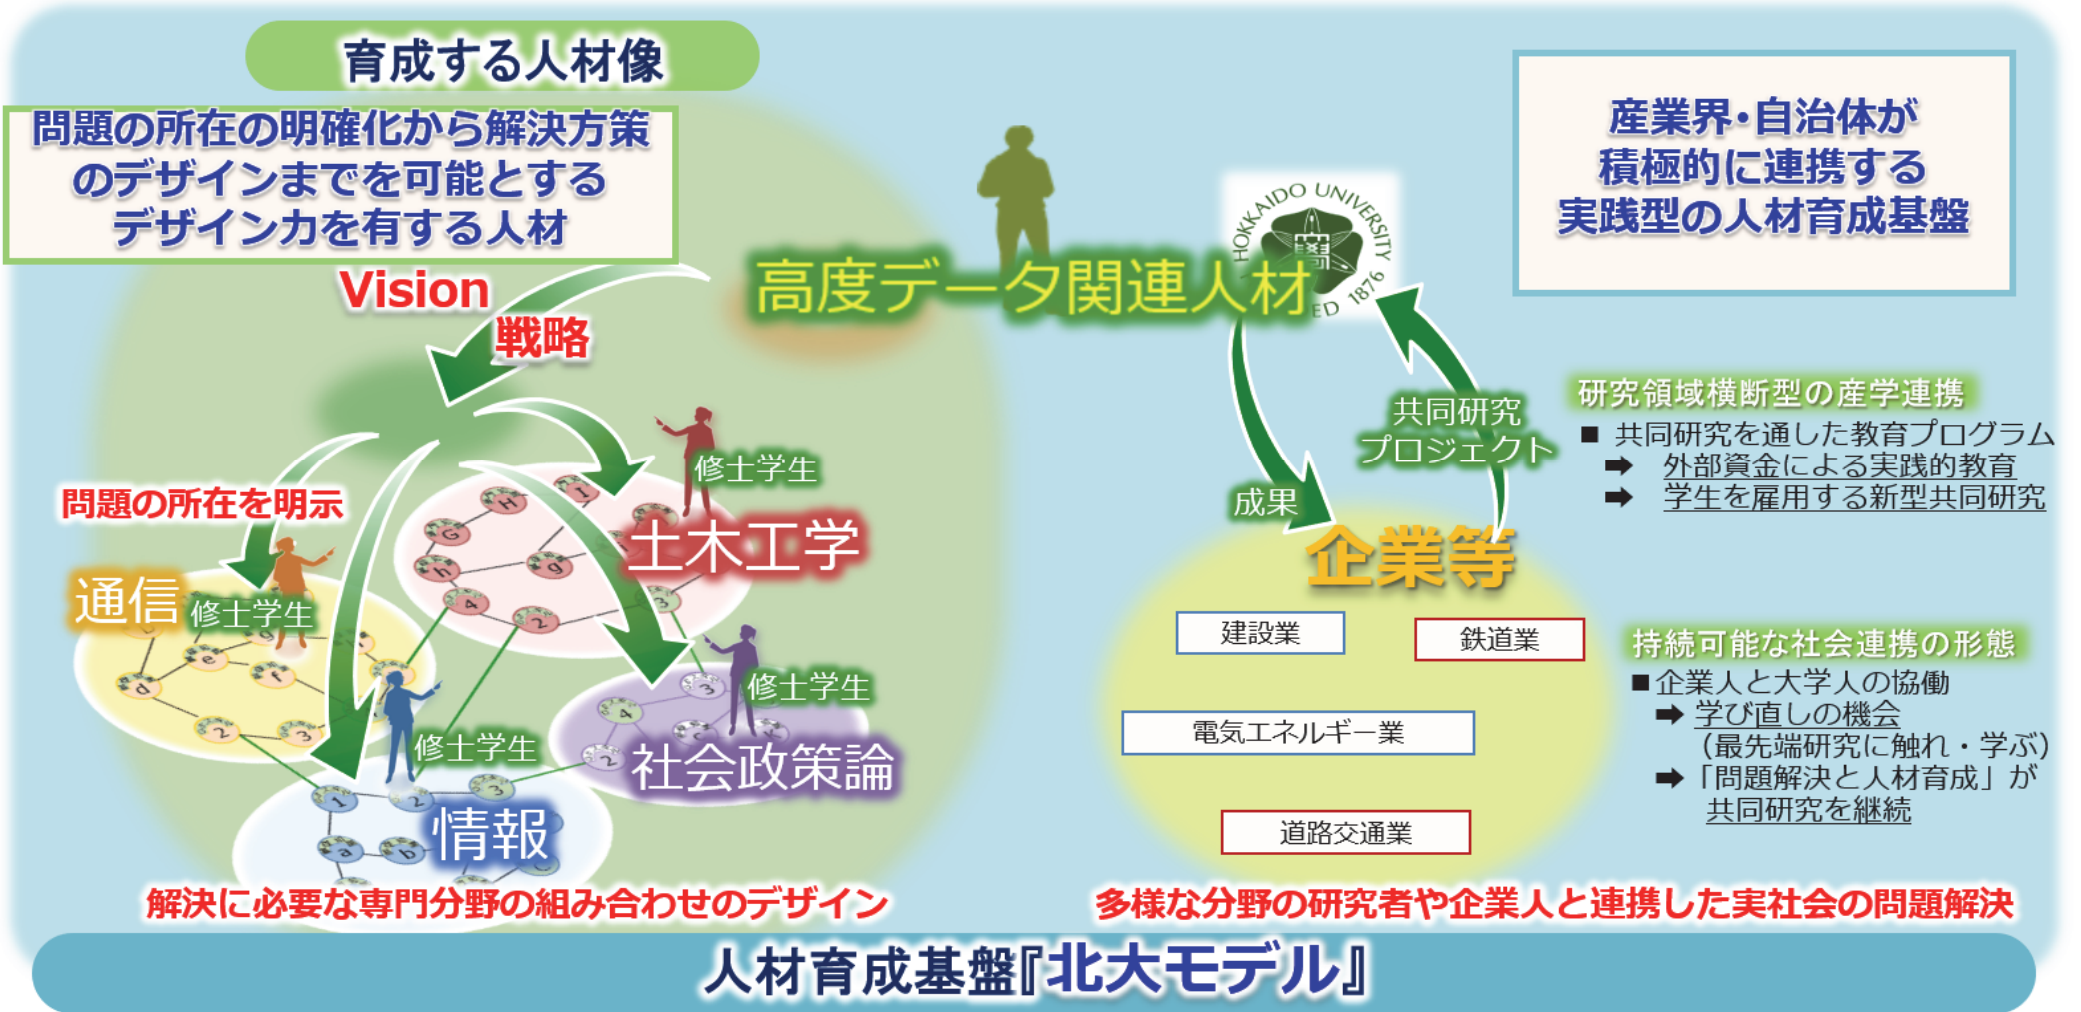 育成する人材像
問題の所在の明確化から解決方策
のデザインまでを可能とする
デザイン力を有する人材
Vision
戦略
高度データ関連人材
HOKKAIDO UNIVERSITY
ED 1876
産業界・自治体が
積極的に連携する
実践型の人材育成基盤
問題の所在を明示
通信
修士学生
d
e
g
f
2
3
修士学生
土木工学
H
I
G
h
g
4
2
3
修士学生
社会政策論
3
4
2
修士学生
情報
1
2
3
a
b
解決に必要な専門分野の組み合わせのデザイン
成果
共同研究
プロジェクト
企業等
建設業
鉄道業
電気エネルギー業
道路交通業
研究領域横断型の産学連携
■ 共同研究を通した教育プログラム
➡ 外部資金による実践的教育
➡ 学生を雇用する新型共同研究
持続可能な社会連携の形態
■企業人と大学人の協働
➡ 学び直しの機会
(最先端研究に触れ・学ぶ)
➡「問題解決と人材育成」が
共同研究を継続
多様な分野の研究者や企業人と連携した実社会の問題解決
人材育成基盤『北大モデル』